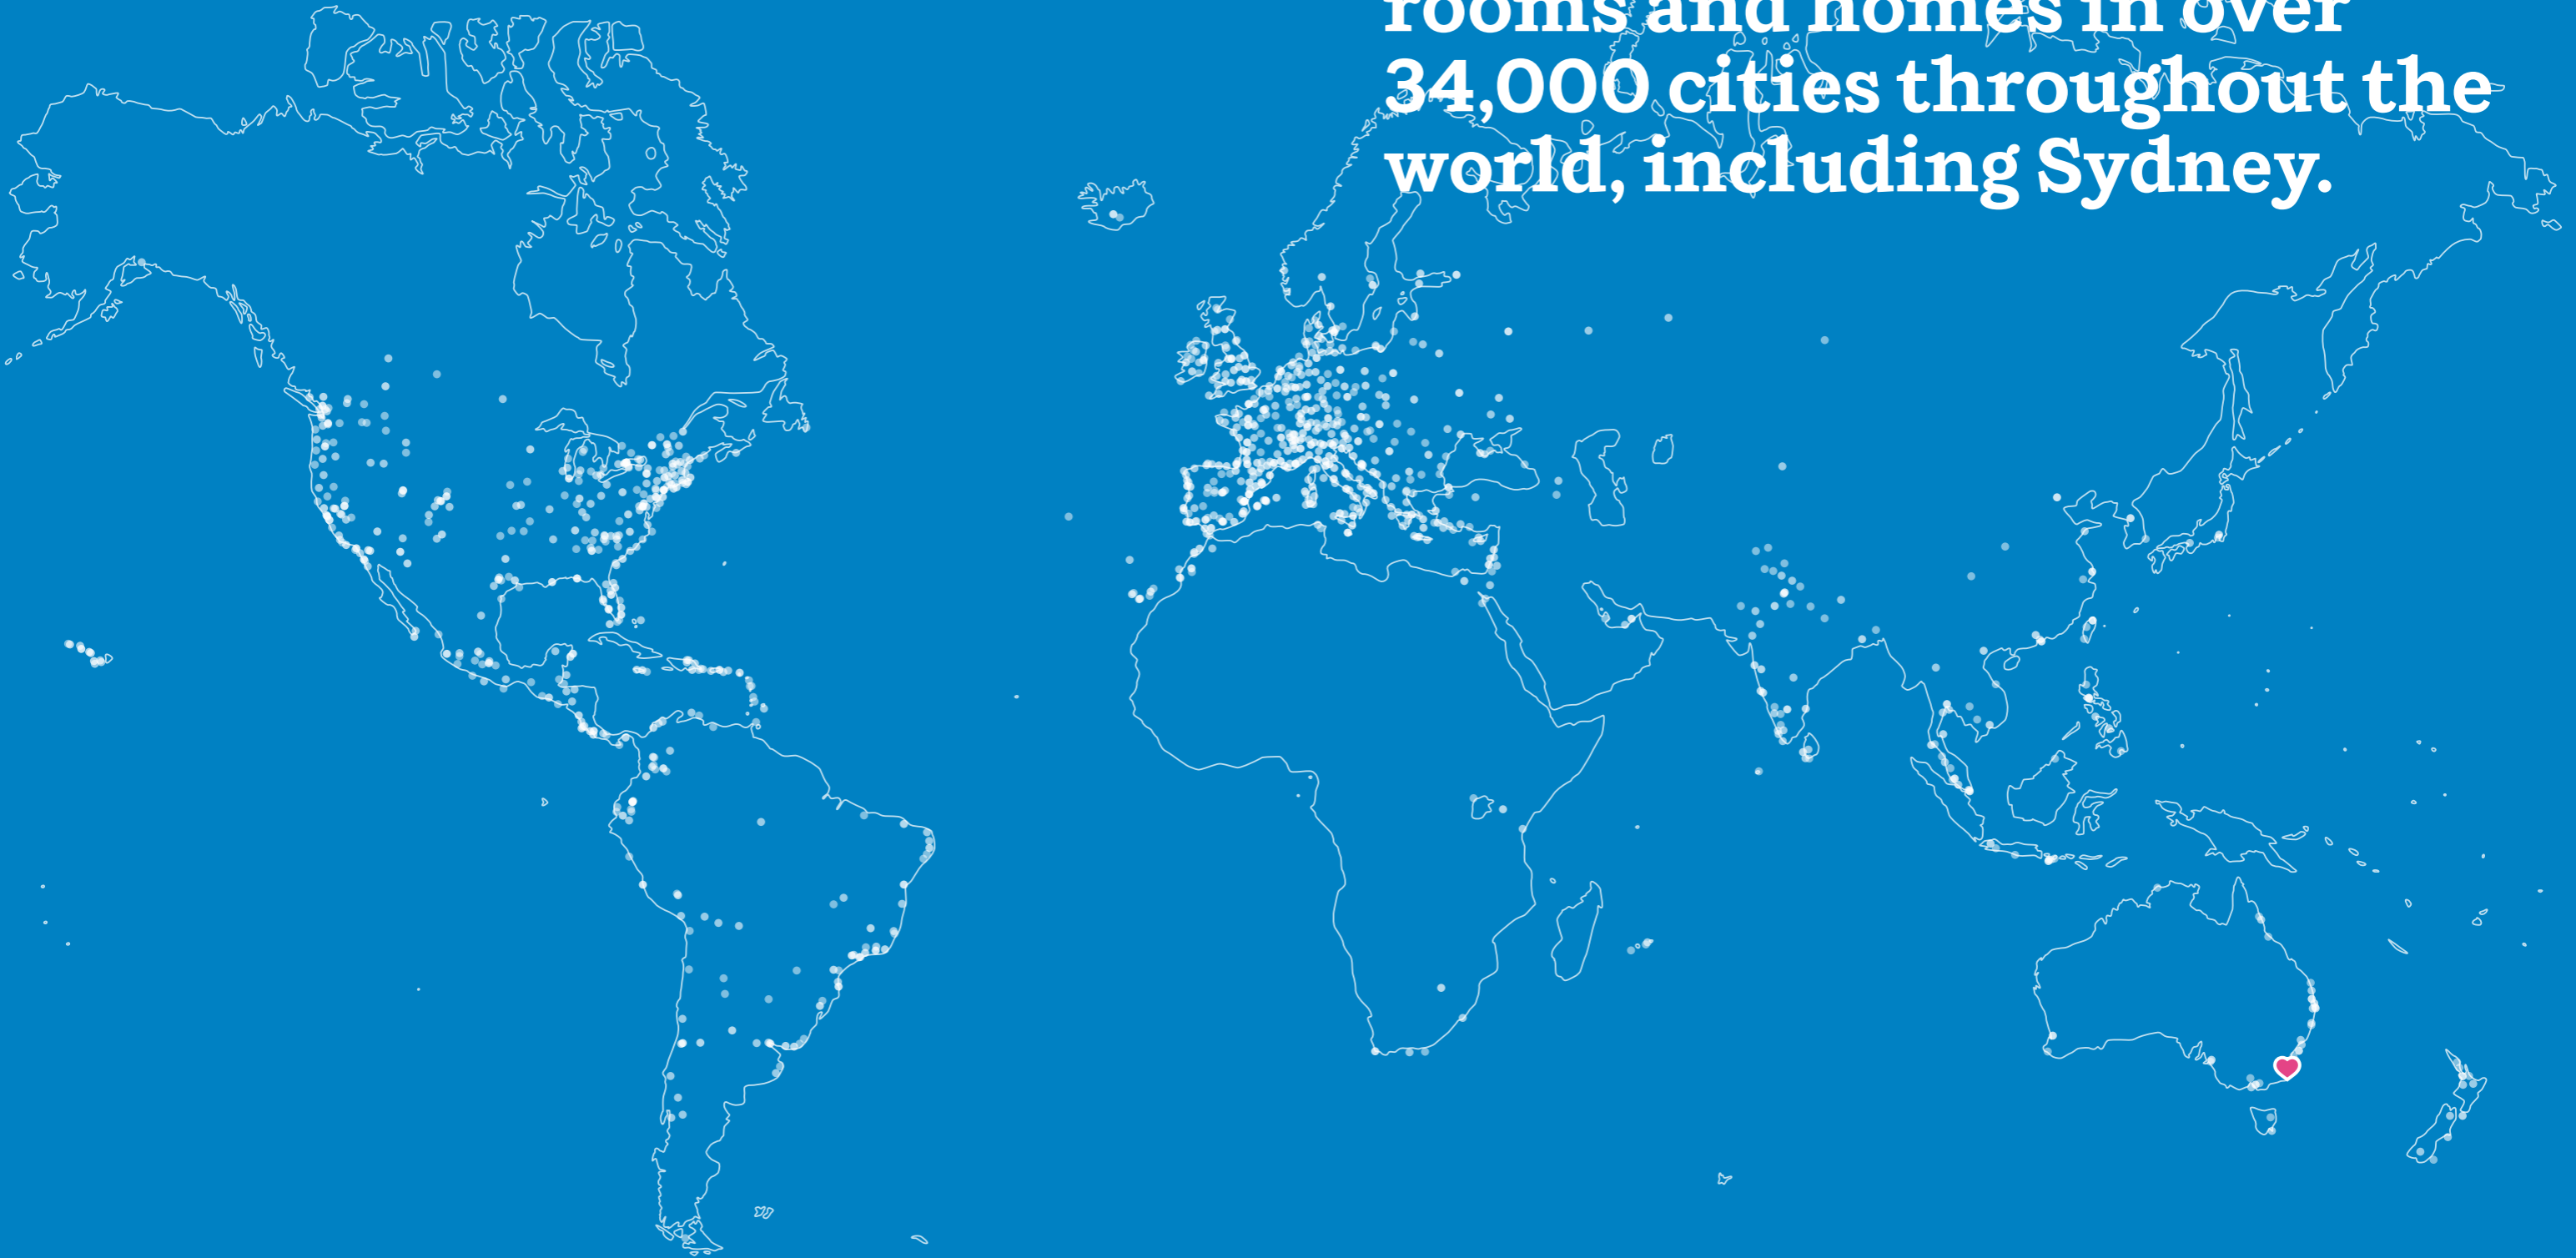 rooms and homes in over
34,000 cities throughout the
world, including Sydney.